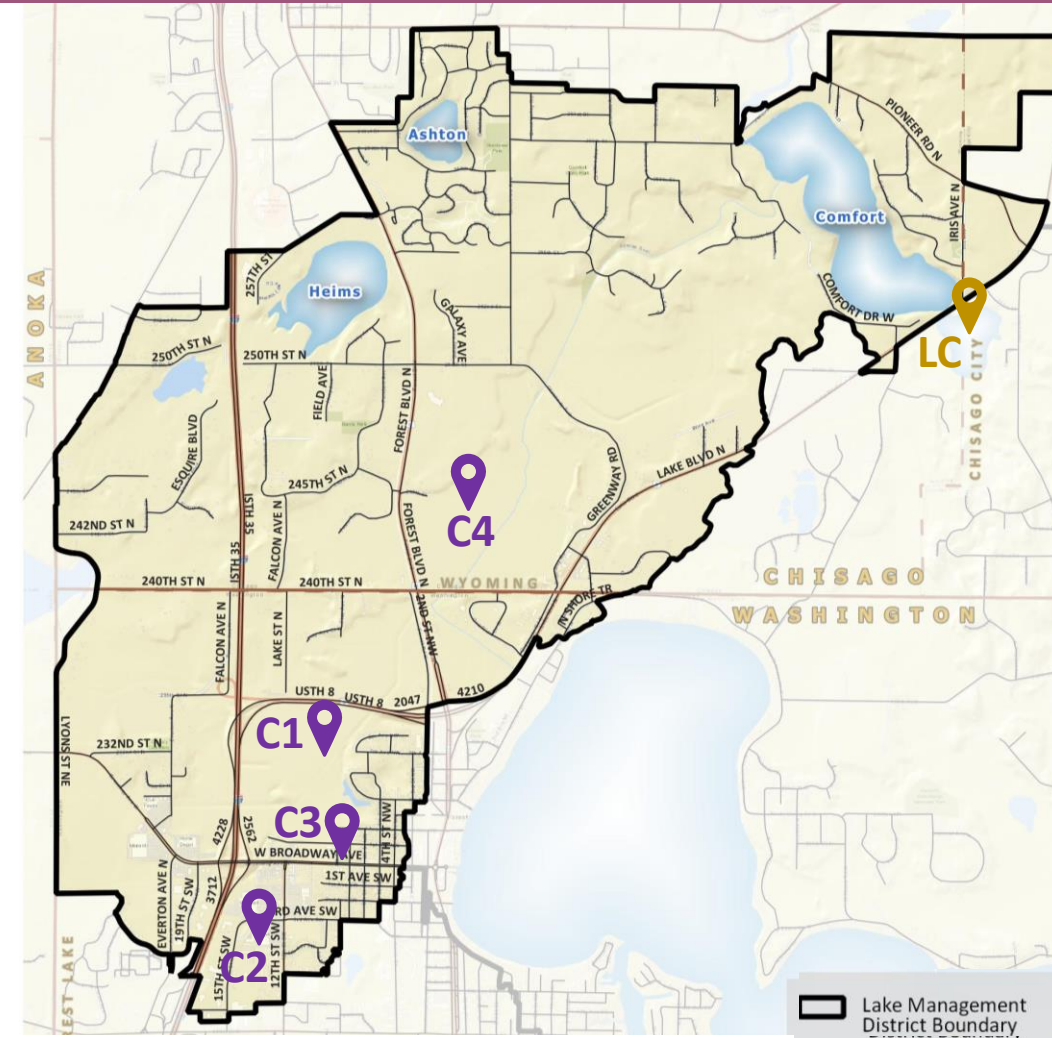 Ashton
PIONEER RD N
Comfort
IRIS AVE N
257TH ST
Heims
COMFORT DR W
ANOKA
GALAXY AVE
LC
250TH ST N
250TH ST N
CHISAGO CITY
FIELD AVE
FOREST BLVD N
ESQUIRE BLVD
GREENWAY RD
LAKE BLVD N
245TH ST N
C4
ISTH 35
FALCON AVE N
FOREST BLVD N
242ND ST N
ISTH 35
240TH ST N
240TH ST N
WYOMING
CHISAGO
WASHINGTON
N SHORE TR
2ND ST NW
FALCON AVE N
LAKE ST N
USTH 8
USTH 8
2047
4210
C1
LYONS ST NE
232ND ST N
C3
4TH ST NW
4228
2562
W BROADWAY AVE
1ST AVE SW
EVERTON AVE N
19TH ST SW
3712
RD AVE SW
C2
15TH ST SW
12TH ST SW
REST LAKE
Lake Management
District Boundary